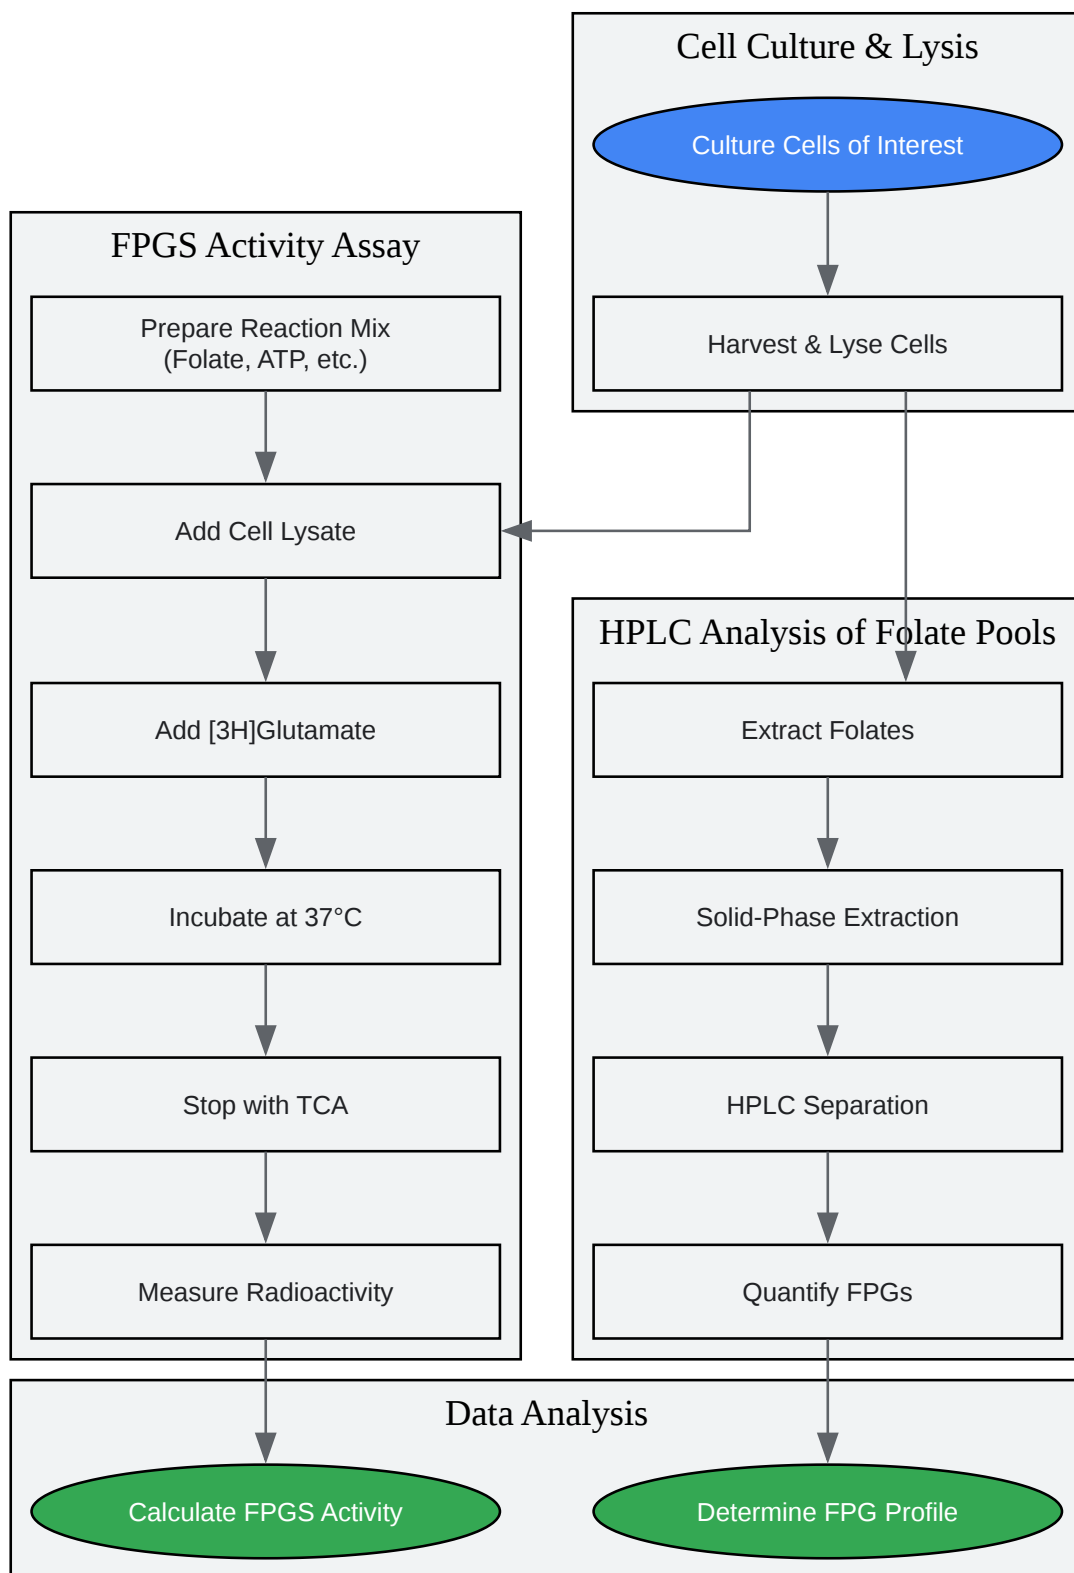 Cell Culture & Lysis
Culture Cells of Interest
Harvest & Lyse Cells
FPGS Activity Assay
Prepare Reaction Mix
(Folate, ATP, etc.)
Add Cell Lysate
Add [3H]Glutamate
Incubate at 37°C
Stop with TCA
Measure Radioactivity
HPLC Analysis of Folate Pools
Extract Folates
Solid-Phase Extraction
HPLC Separation
Quantify FPGs
Data Analysis
Calculate FPGS Activity
Determine FPG Profile